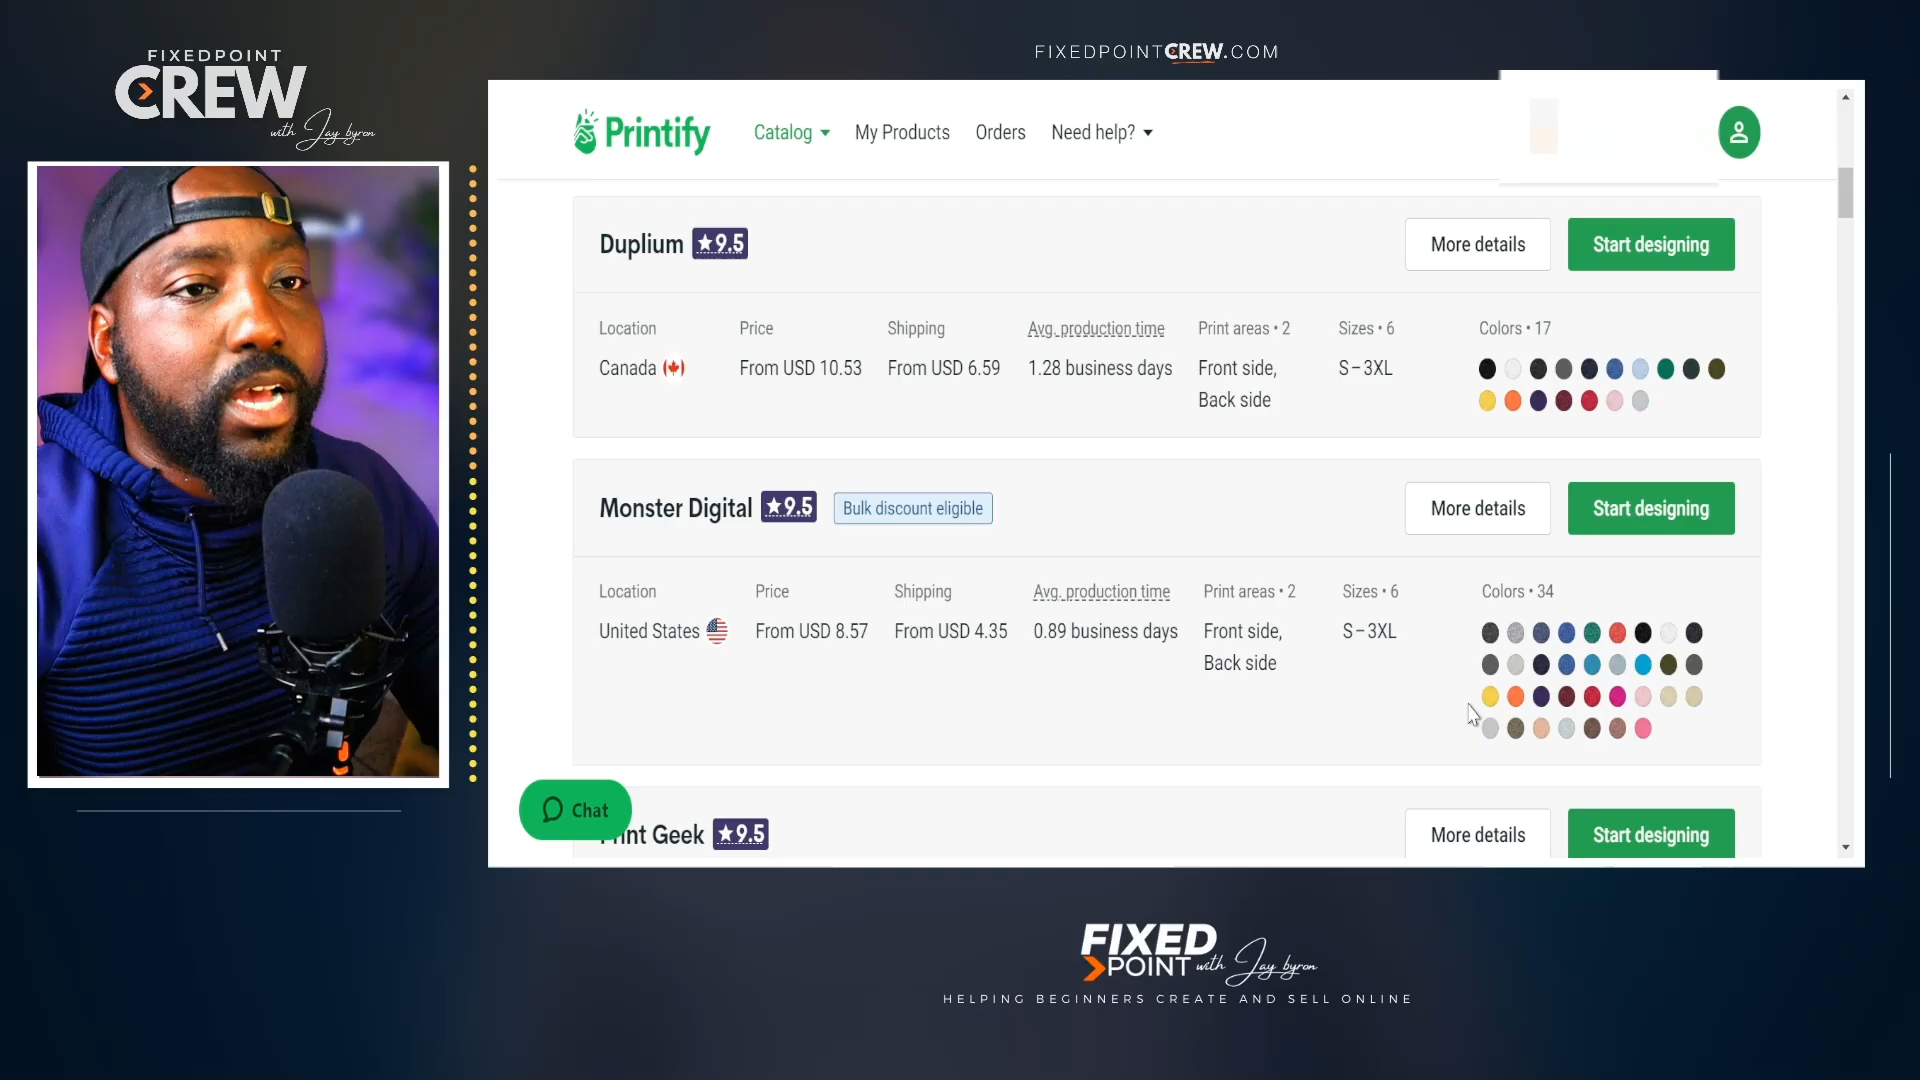 FIXEDPOINT
CREW
with Jay byron
FIXEDPOINTCREW.COM
Printify
Catalog
My Products
Orders
Need help?
Duplium ★9.5
More details
Start designing
Location
Price
Shipping
Avg. production time
Print areas • 2
Sizes • 6
Colors • 17
Canada
From USD 10.53
From USD 6.59
1.28 business days
Front side,
Back side
S – 3XL
Monster Digital ★9.5 Bulk discount eligible
More details
Start designing
Location
Price
Shipping
Avg. production time
Print areas • 2
Sizes • 6
Colors • 34
United States
From USD 8.57
From USD 4.35
0.89 business days
Front side,
Back side
S – 3XL
Chat
Geek ★9.5
More details
Start designing
FIXED
POINT with Jay byron
HELPING BEGINNERS CREATE AND SELL ONLINE